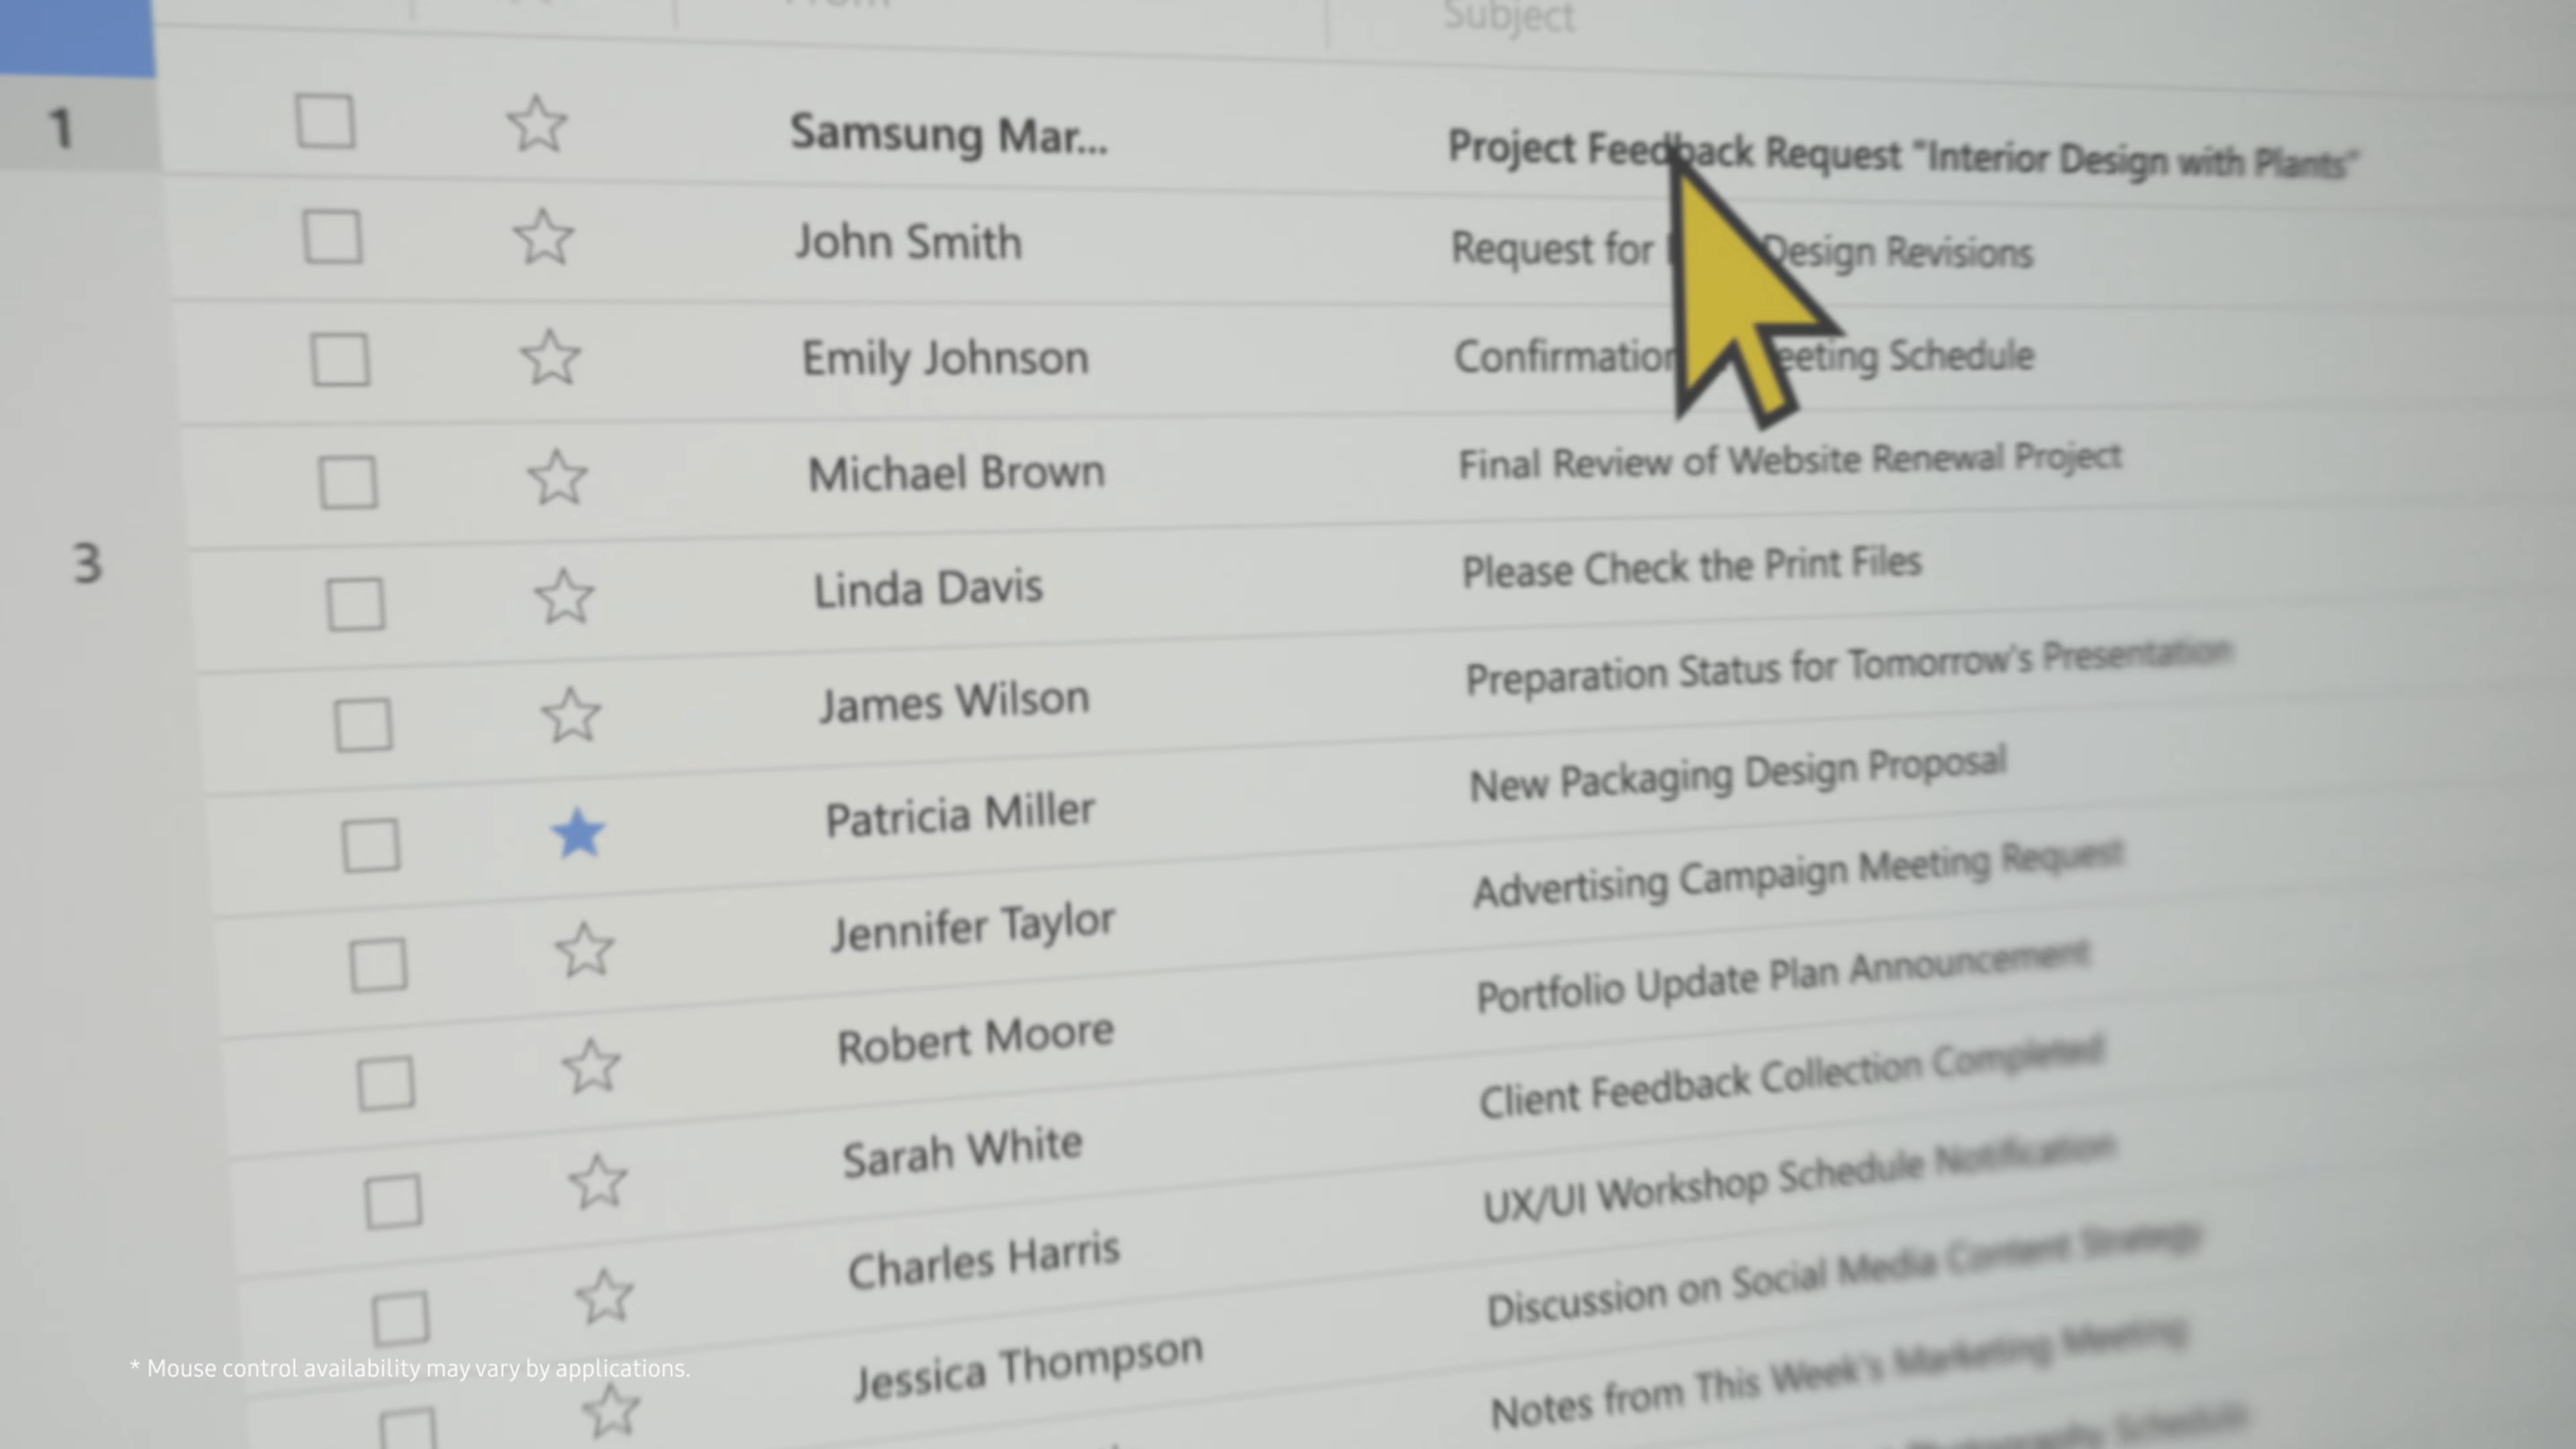 From Subject
1 Samsung Mar... Project Feedback Request "Interior Design with Plants"
John Smith Request for Design Revisions
Emily Johnson Confirmation Meeting Schedule
Michael Brown Final Review of Website Renewal Project
3 Linda Davis Please Check the Print Files
James Wilson Preparation Status for Tomorrow's Presentation
Patricia Miller New Packaging Design Proposal
Jennifer Taylor Advertising Campaign Meeting Request
Robert Moore Portfolio Update Plan Announcement
Sarah White Client Feedback Collection Completed
Charles Harris UX/UI Workshop Schedule Notification
Jessica Thompson Discussion on Social Media Content Strategy
Notes from This Week's Marketing Meeting
Photography Schedule
* Mouse control availability may vary by applications.